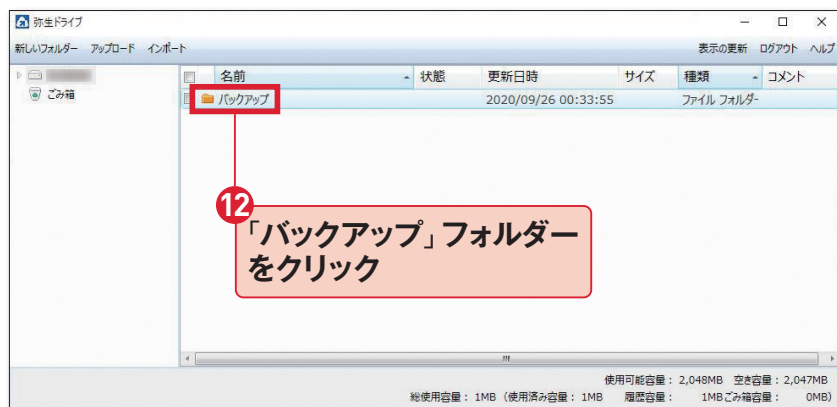 弥生ドライブ
新しいフォルダー アップロード インポート 表示の更新 ログアウト ヘルプ
ごみ箱
名前 状態 更新日時 サイズ 種類 コメント
バックアップ 2020/09/26 00:33:55 ファイル フォルダー
12
「バックアップ」フォルダー
をクリック
使用可能容量： 2,048MB 空き容量： 2,047MB
総使用容量： 1MB （使用済み容量： 1MB 履歴容量： 1MB ごみ箱容量： 0MB）